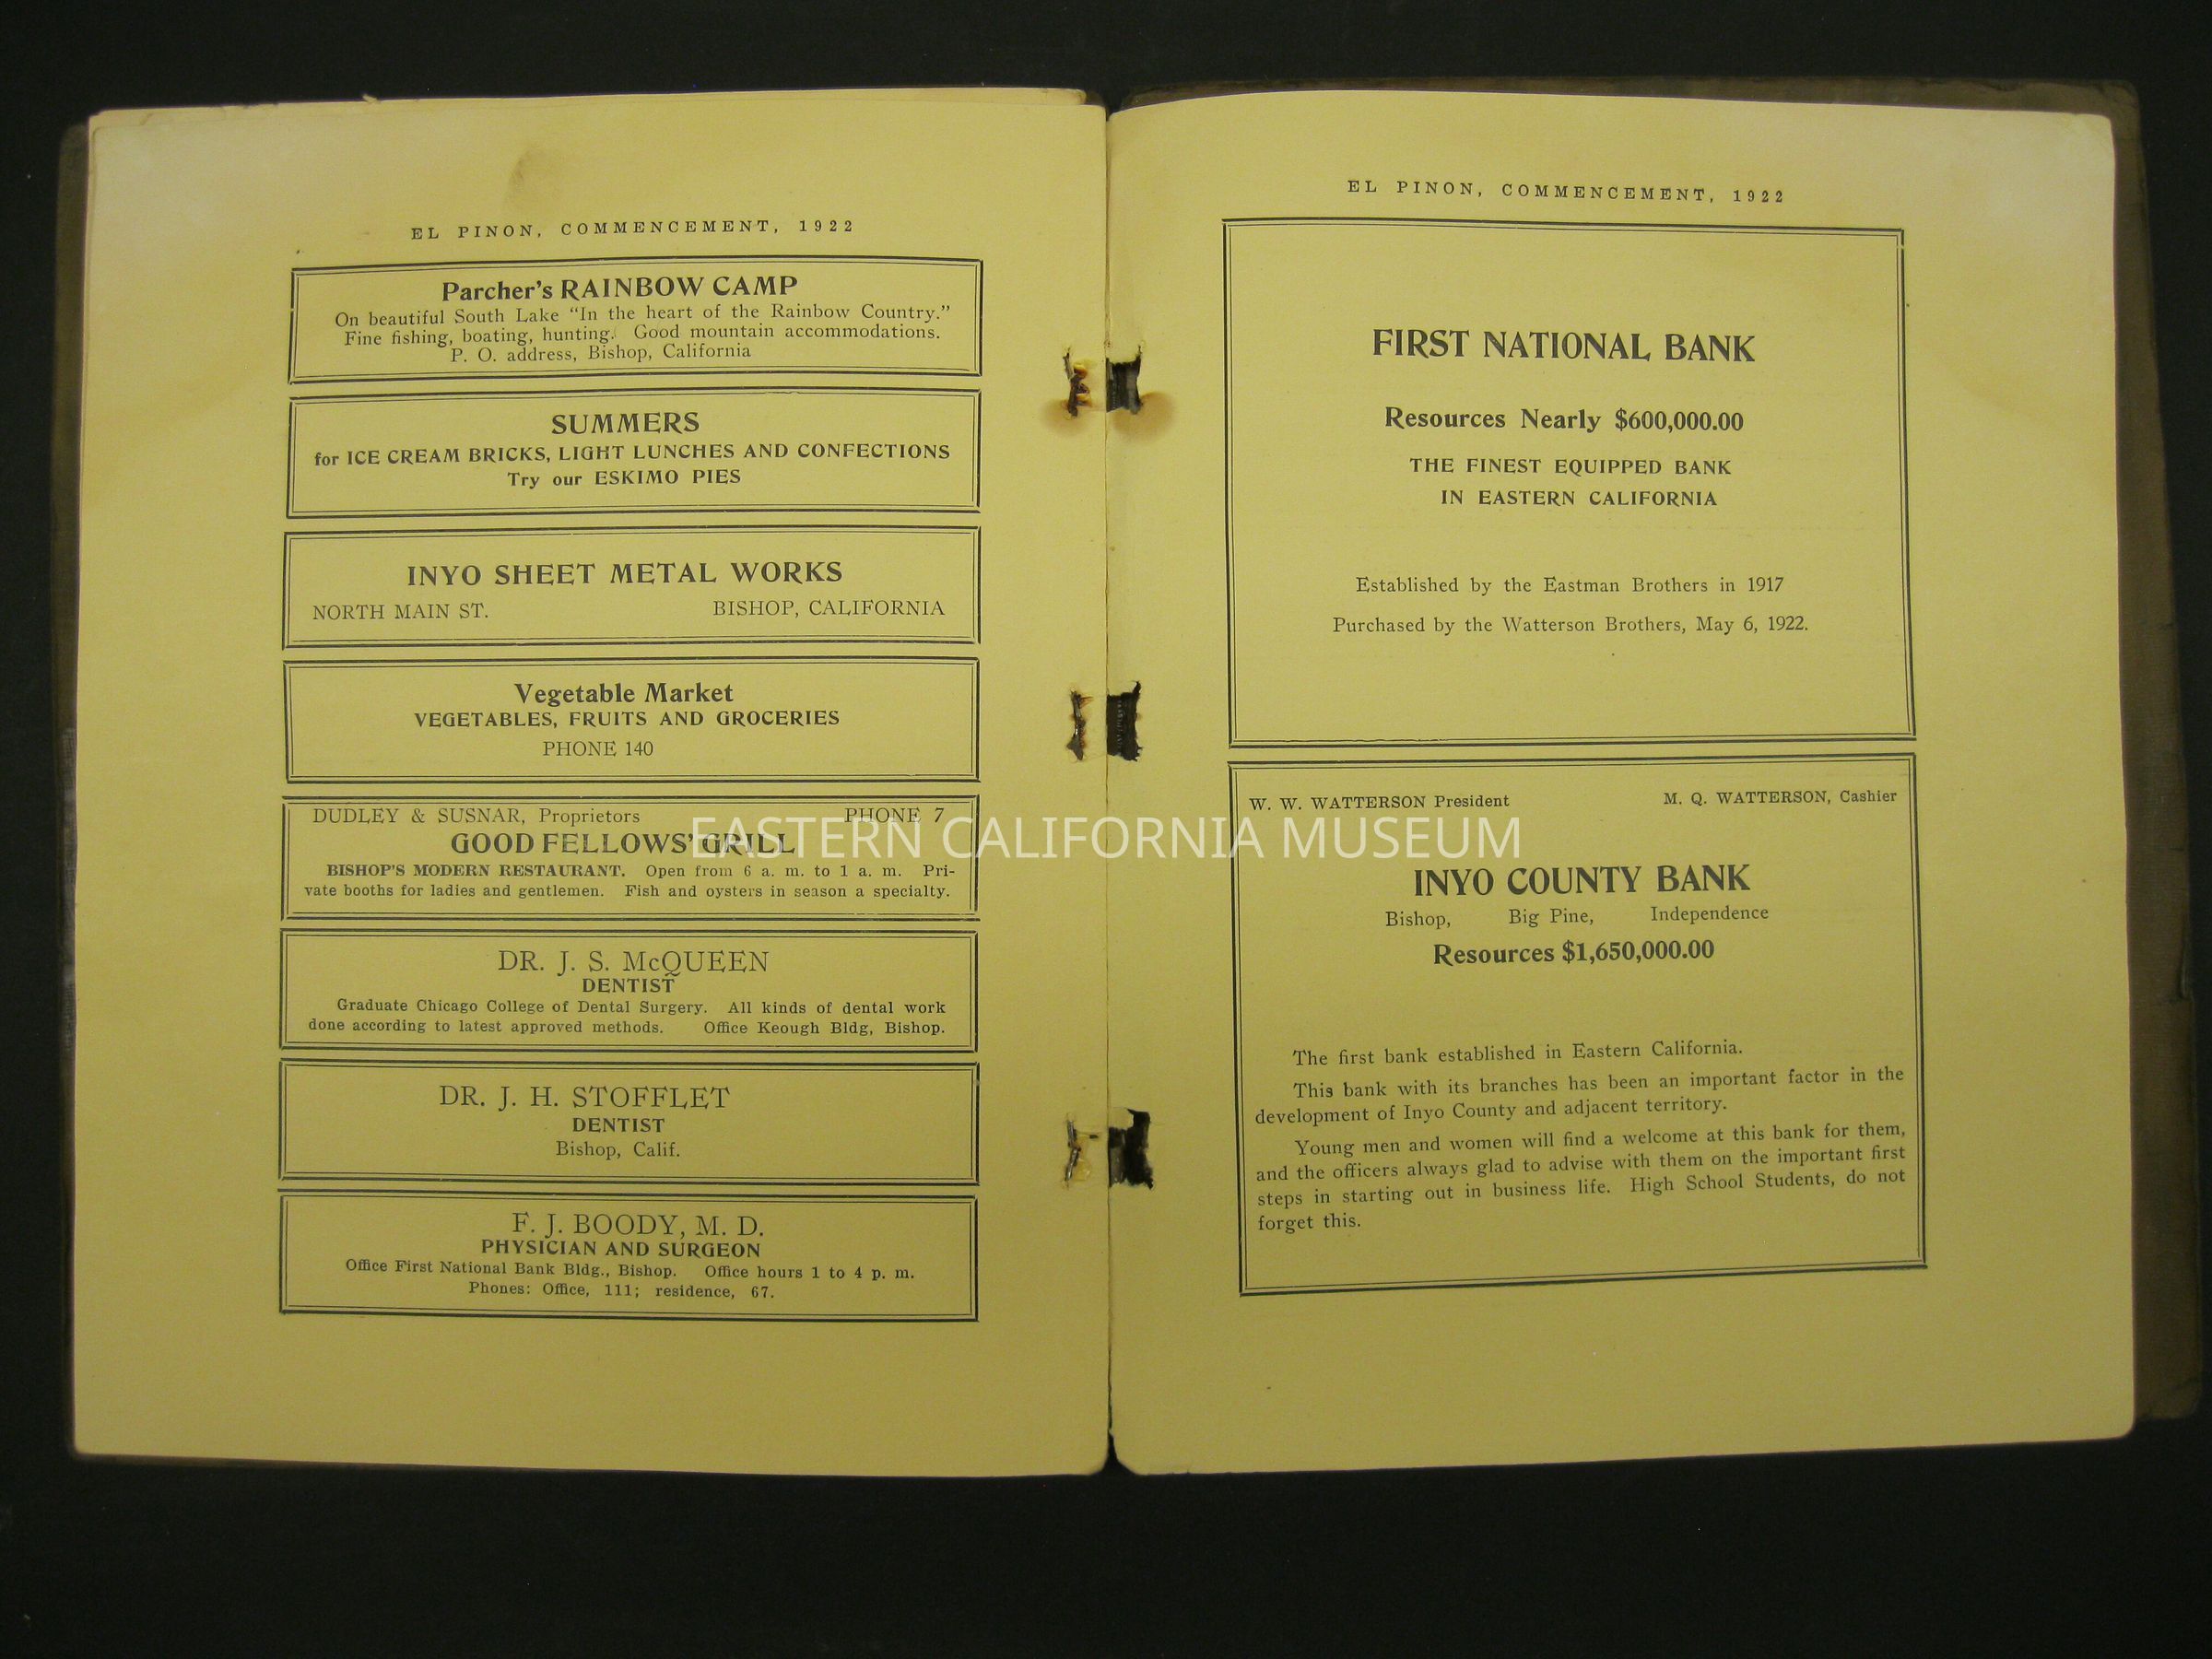 EL PINON, COMMENCEMENT, 1922
Parcher's RAINBOW CAMP
On beautiful South Lake "In the heart of the Rainbow Country."
Fine fishing, boating, hunting. Good mountain accommodations.
P. O. address, Bishop, California
SUMMERS
for ICE CREAM BRICKS, LIGHT LUNCHES AND CONFECTIONS
Try our ESKIMO PIES
INYO SHEET METAL WORKS
NORTH MAIN ST. BISHOP, CALIFORNIA
Vegetable Market
VEGETABLES, FRUITS AND GROCERIES
PHONE 140
DUDLEY & SUSNAR, Proprietors PHONE 7
GOOD FELLOWS' GRILL
BISHOP'S MODERN RESTAURANT. Open from 6 a. m. to 1 a. m. Pri-
vate booths for ladies and gentlemen. Fish and oysters in season a specialty.
DR. J. S. McQUEEN
DENTIST
Graduate Chicago College of Dental Surgery. All kinds of dental work
done according to latest approved methods. Office Keough Bldg, Bishop.
DR. J. H. STOFFLET
DENTIST
Bishop, Calif.
F. J. BOODY, M. D.
PHYSICIAN AND SURGEON
Office First National Bank Bldg., Bishop. Office hours 1 to 4 p. m.
Phones: Office, 111; residence, 67.
EL PINON, COMMENCEMENT, 1922
FIRST NATIONAL BANK
Resources Nearly $600,000.00
THE FINEST EQUIPPED BANK
IN EASTERN CALIFORNIA
Established by the Eastman Brothers in 1917
Purchased by the Watterson Brothers, May 6, 1922.
W. W. WATTERSON President M. Q. WATTERSON, Cashier
INYO COUNTY BANK
Bishop, Big Pine, Independence
Resources $1,650,000.00
The first bank established in Eastern California.
This bank with its branches has been an important factor in the
development of Inyo County and adjacent territory.
Young men and women will find a welcome at this bank for them,
and the officers always glad to advise with them on the important first
steps in starting out in business life. High School Students, do not
forget this.
EASTERN CALIFORNIA MUSEUM